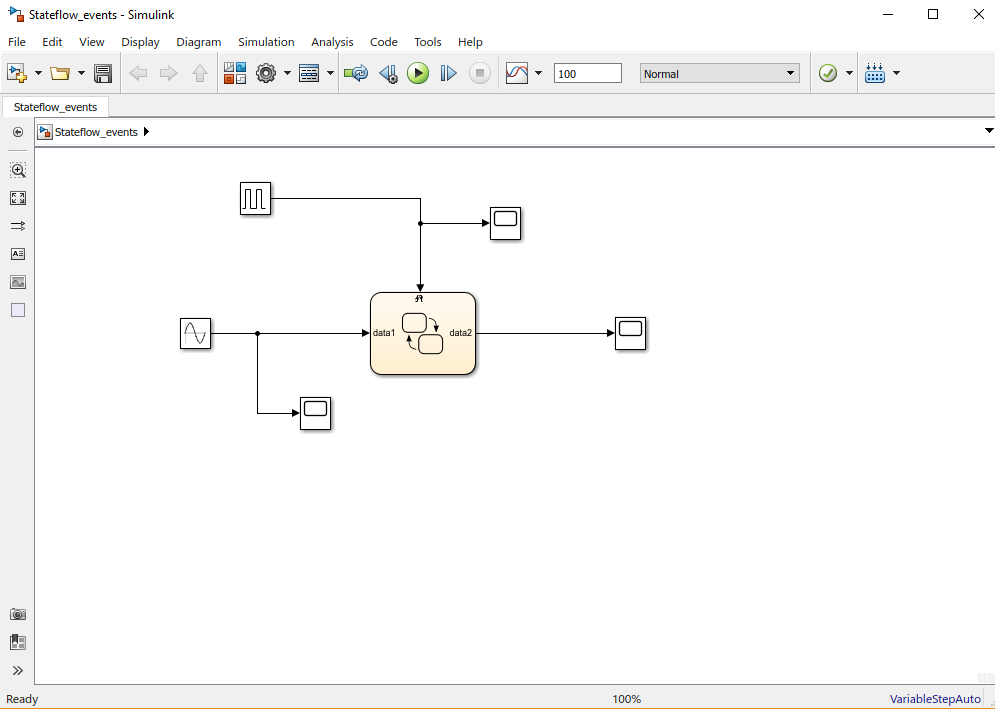 Stateflow_events - Simulink
File Edit View Display Diagram Simulation Analysis Code Tools Help
100 Normal
Stateflow_events
Stateflow_events
data1 data2
Ready 100% VariableStepAuto